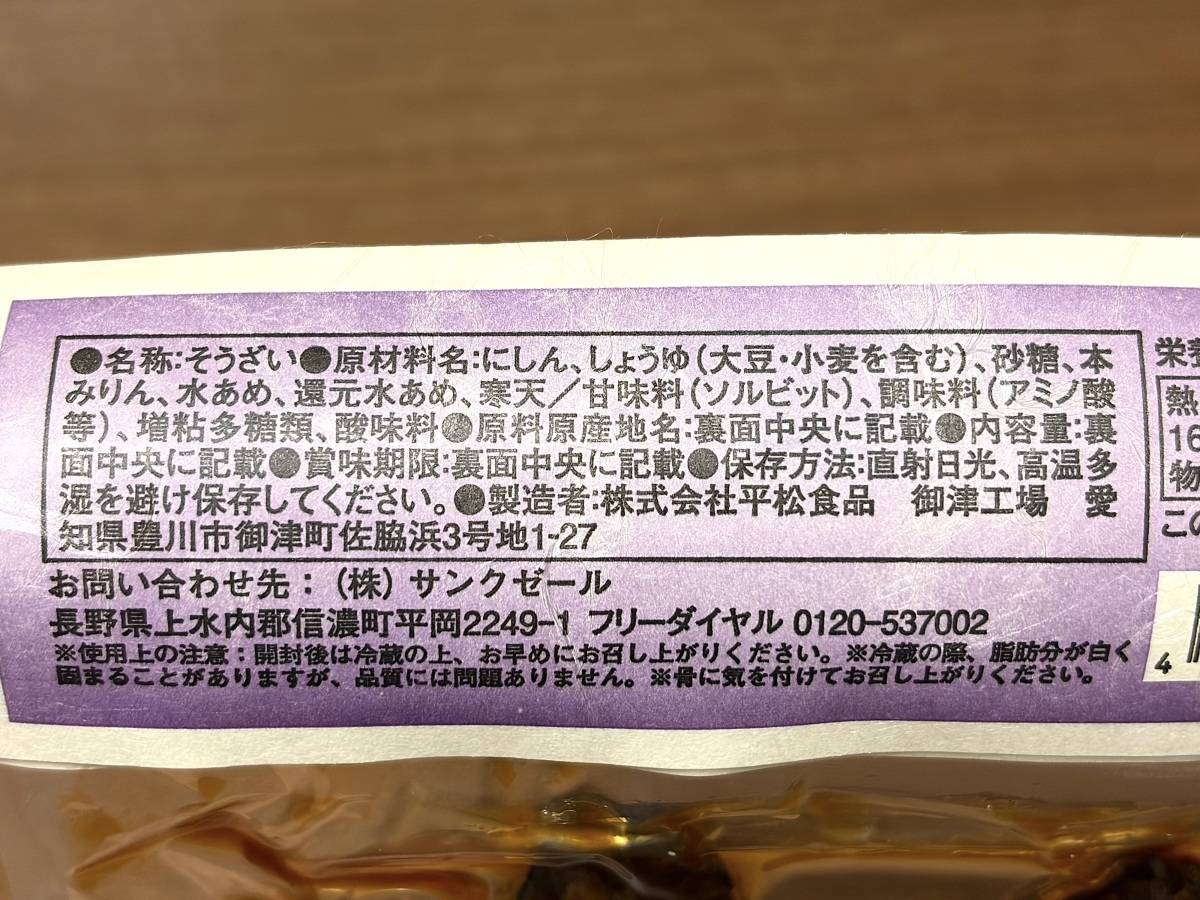 ●名称:そうざい●原材料名:にしん、しょうゆ(大豆・小麦を含む)、砂糖、本
みりん、水あめ、還元水あめ、寒天／甘味料(ソルビット)、調味料(アミノ酸
等)、増粘多糖類、酸味料●原料原産地名:裏面中央に記載●内容量:裏
面中央に記載●賞味期限:裏面中央に記載●保存方法:直射日光、高温多
湿を避け保存してください。●製造者:株式会社平松食品　御津工場　愛
知県豊川市御津町佐脇浜3号地1-27
お問い合わせ先：(株）サンクゼール
長野県上水内郡信濃町平岡2249-1 フリーダイヤル 0120-537002
※使用上の注意：開封後は冷蔵の上、お早めにお召し上がりください。※冷蔵の際、脂肪分が白く
固まることがありますが、品質には問題ありません。※骨に気を付けてお召し上がりください。
栄
熱
16
物
この
4